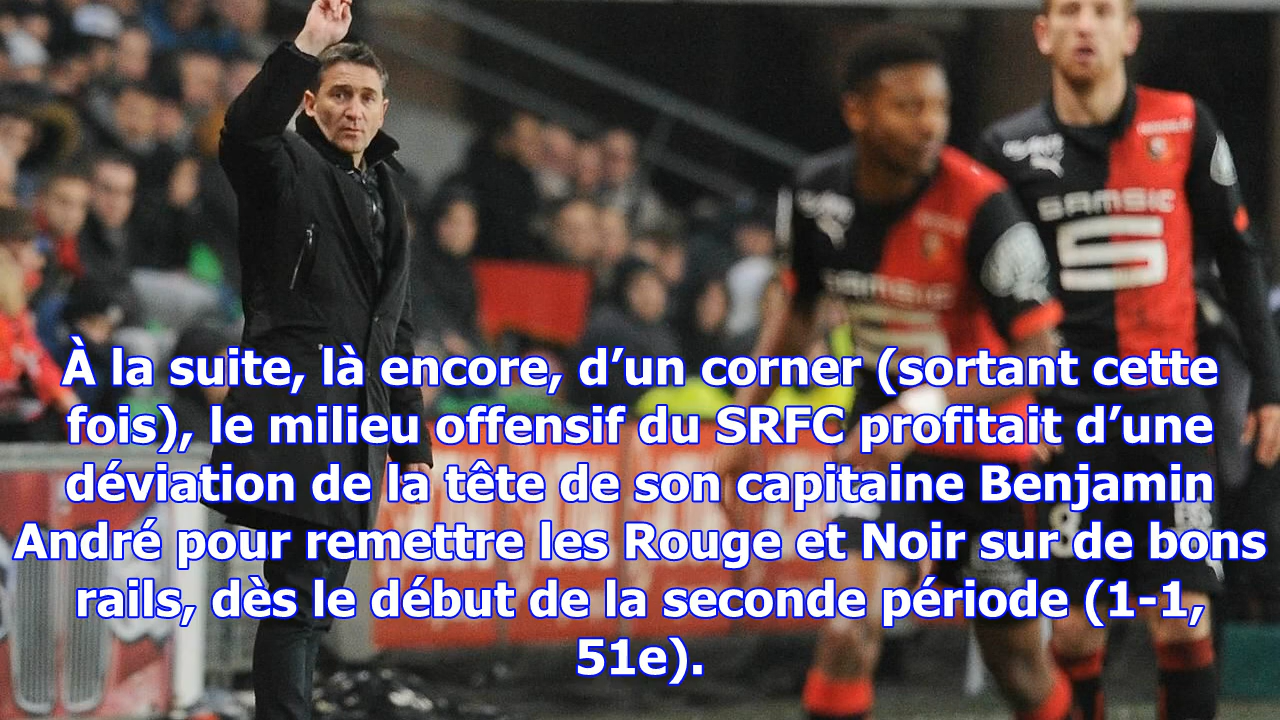 SAMSIC
SAMSIC
À la suite, là encore, d’un corner (sortant cette
fois), le milieu offensif du SRFC profitait d’une
déviation de la tête de son capitaine Benjamin
André pour remettre les Rouge et Noir sur de bons
rails, dès le début de la seconde période (1-1,
51e).